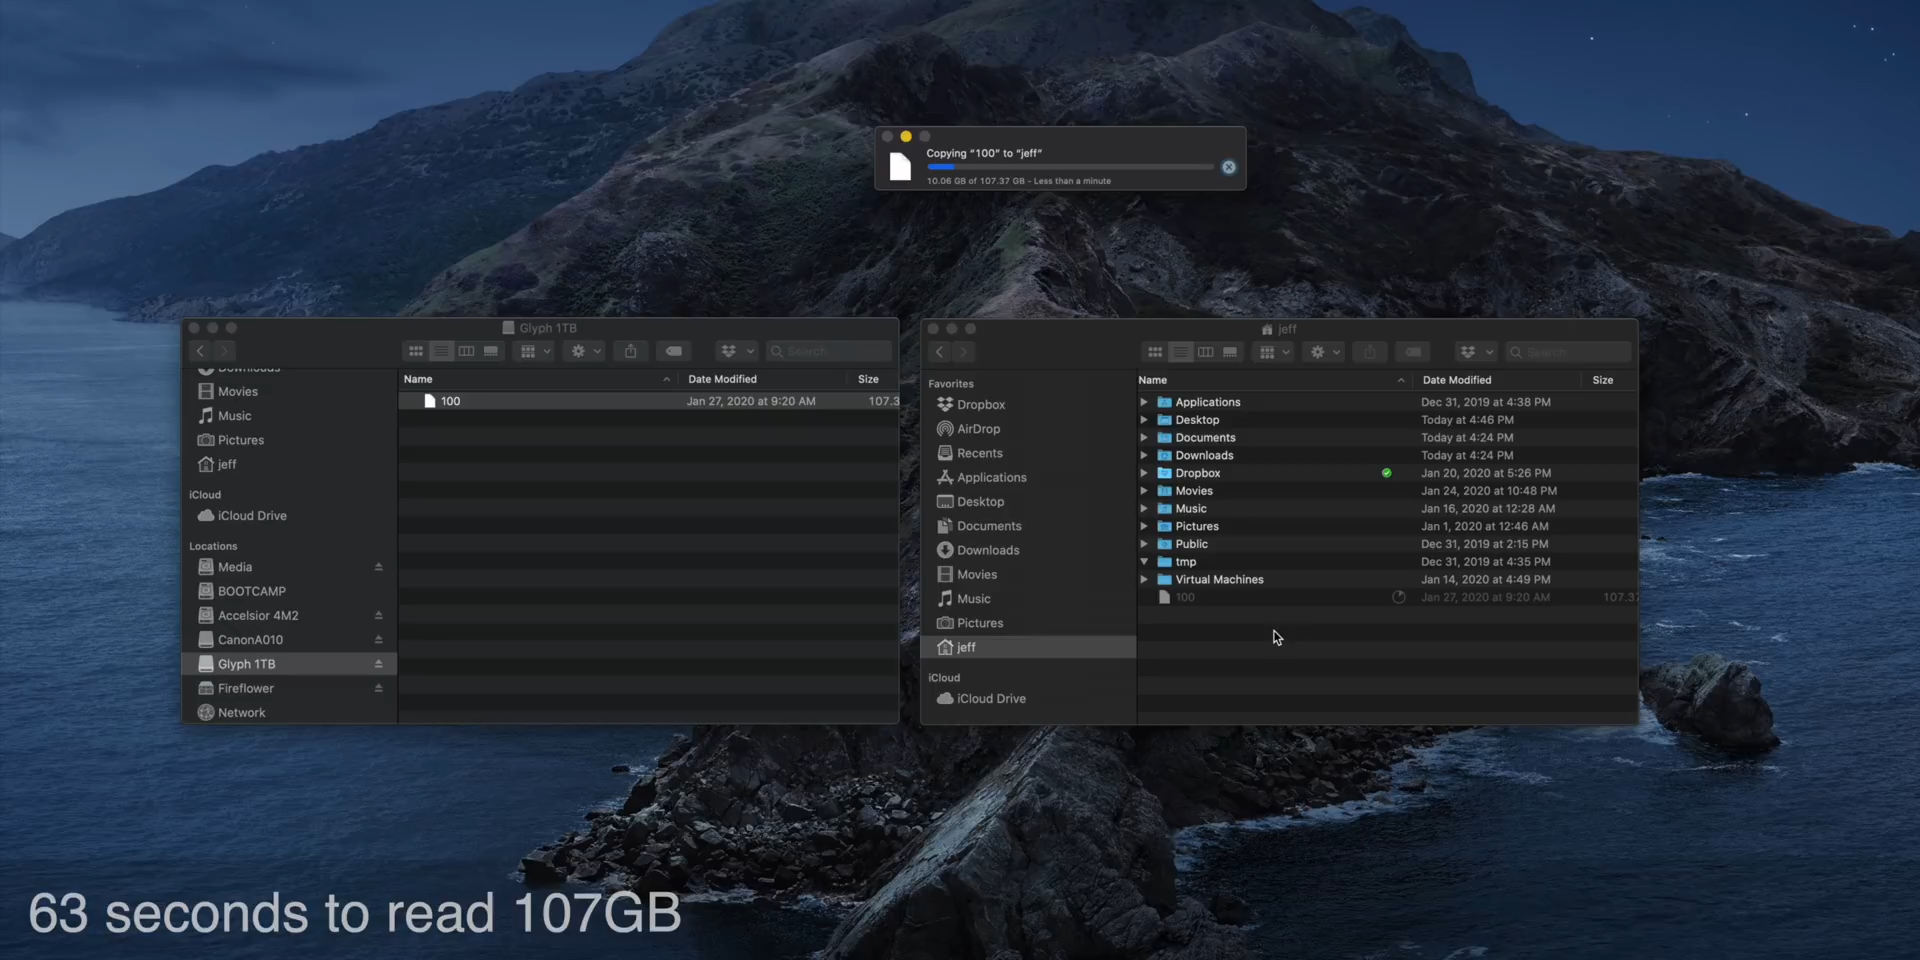 Copying "100" to "jeff"
10.06 GB of 107.37 GB - Less than a minute
Glyph 1TB
Search
Name
Date Modified
Size
Downloads
Movies
Music
Pictures
jeff
iCloud
iCloud Drive
Locations
Media
BOOTCAMP
Accelsior 4M2
CanonA010
Glyph 1TB
Fireflower
Network
100
Jan 27, 2020 at 9:20 AM
107.3
jeff
Search
Favorites
Dropbox
AirDrop
Recents
Applications
Desktop
Documents
Downloads
Movies
Music
Pictures
jeff
iCloud
iCloud Drive
Name Date Modified Size
Applications Dec 31, 2019 at 4:38 PM
Desktop Today at 4:46 PM
Documents Today at 4:24 PM
Downloads Today at 4:24 PM
Dropbox Jan 20, 2020 at 5:26 PM
Movies Jan 24, 2020 at 10:48 PM
Music Jan 16, 2020 at 12:28 AM
Pictures Jan 1, 2020 at 12:46 AM
Public Dec 31, 2019 at 2:15 PM
tmp Dec 31, 2019 at 4:35 PM
Virtual Machines Jan 14, 2020 at 4:49 PM
100 Jan 27, 2020 at 9:20 AM 107.3
63 seconds to read 107GB